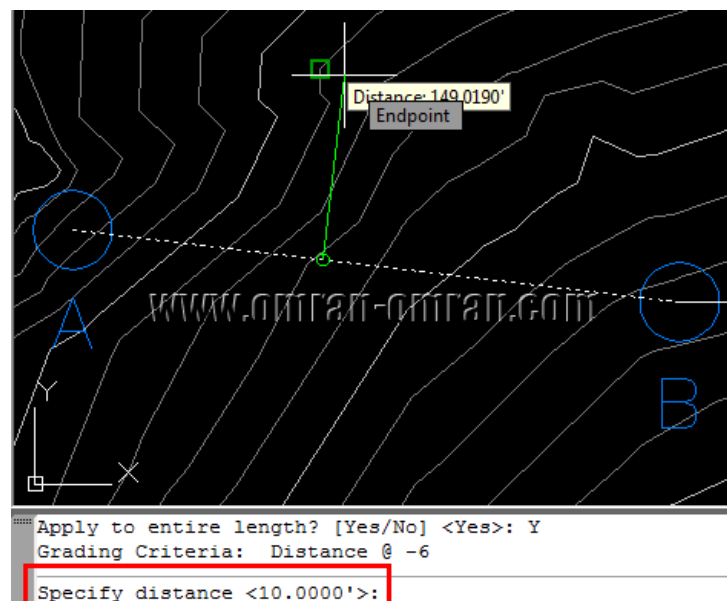 Distance: 149.0190'
Endpoint
www.omran-omran.com
A
B
Y
X
Apply to entire length? [Yes/No] <Yes>: Y
Grading Criteria:  Distance @ -6
Specify distance <10.0000'>: